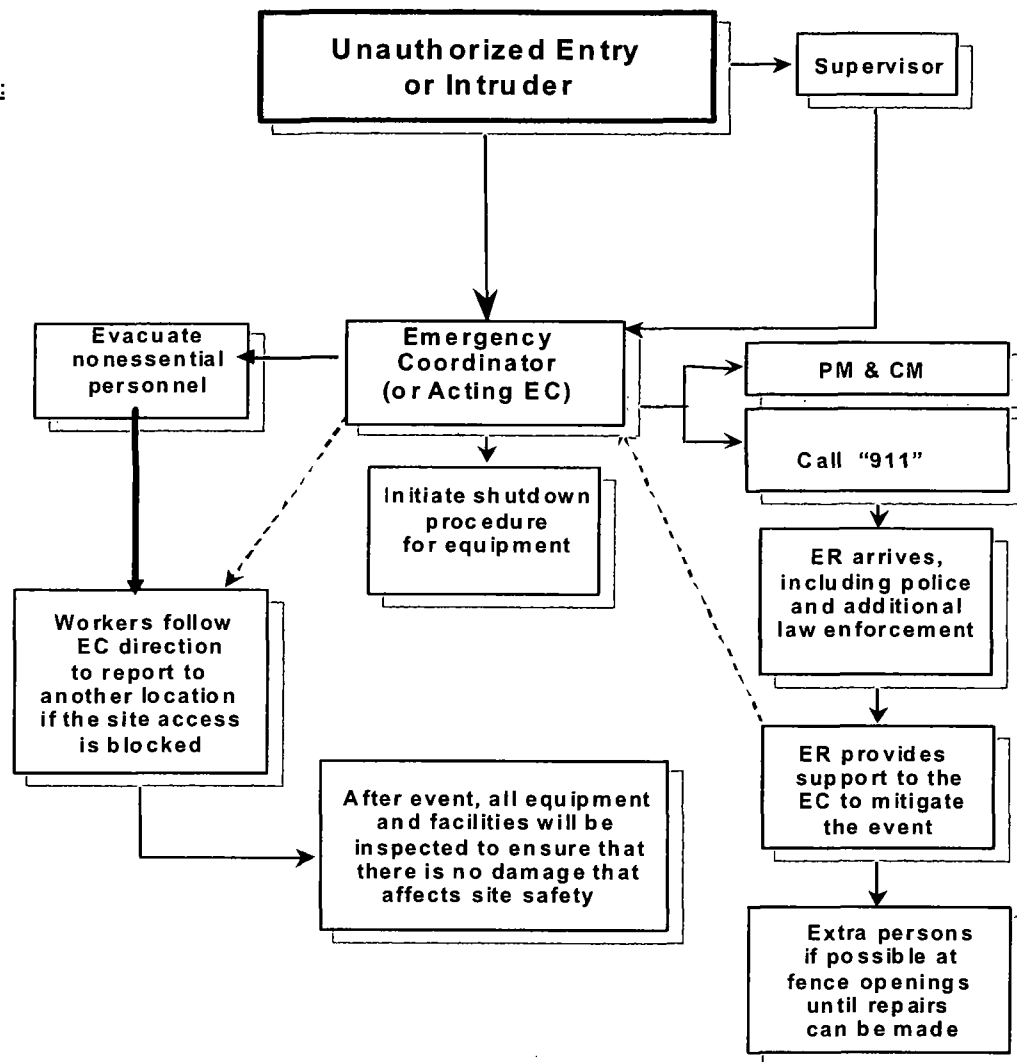 Unauthorized Entry
or Intruder
Supervisor
Evacuate
nonessential
personnel
Emergency
Coordinator
(or Acting EC)
PM & CM
Call "911"
Initiate shutdown
procedure
for equipment
ER arrives,
including police
and additional
law enforcement
Workers follow
EC direction
to report to
another location
if the site access
is blocked
ER provides
support to the
EC to mitigate
the event
After event, all equipment
and facilities will be
inspected to ensure that
there is no damage that
affects site safety
Extra persons
if possible at
fence openings
until repairs
can be made